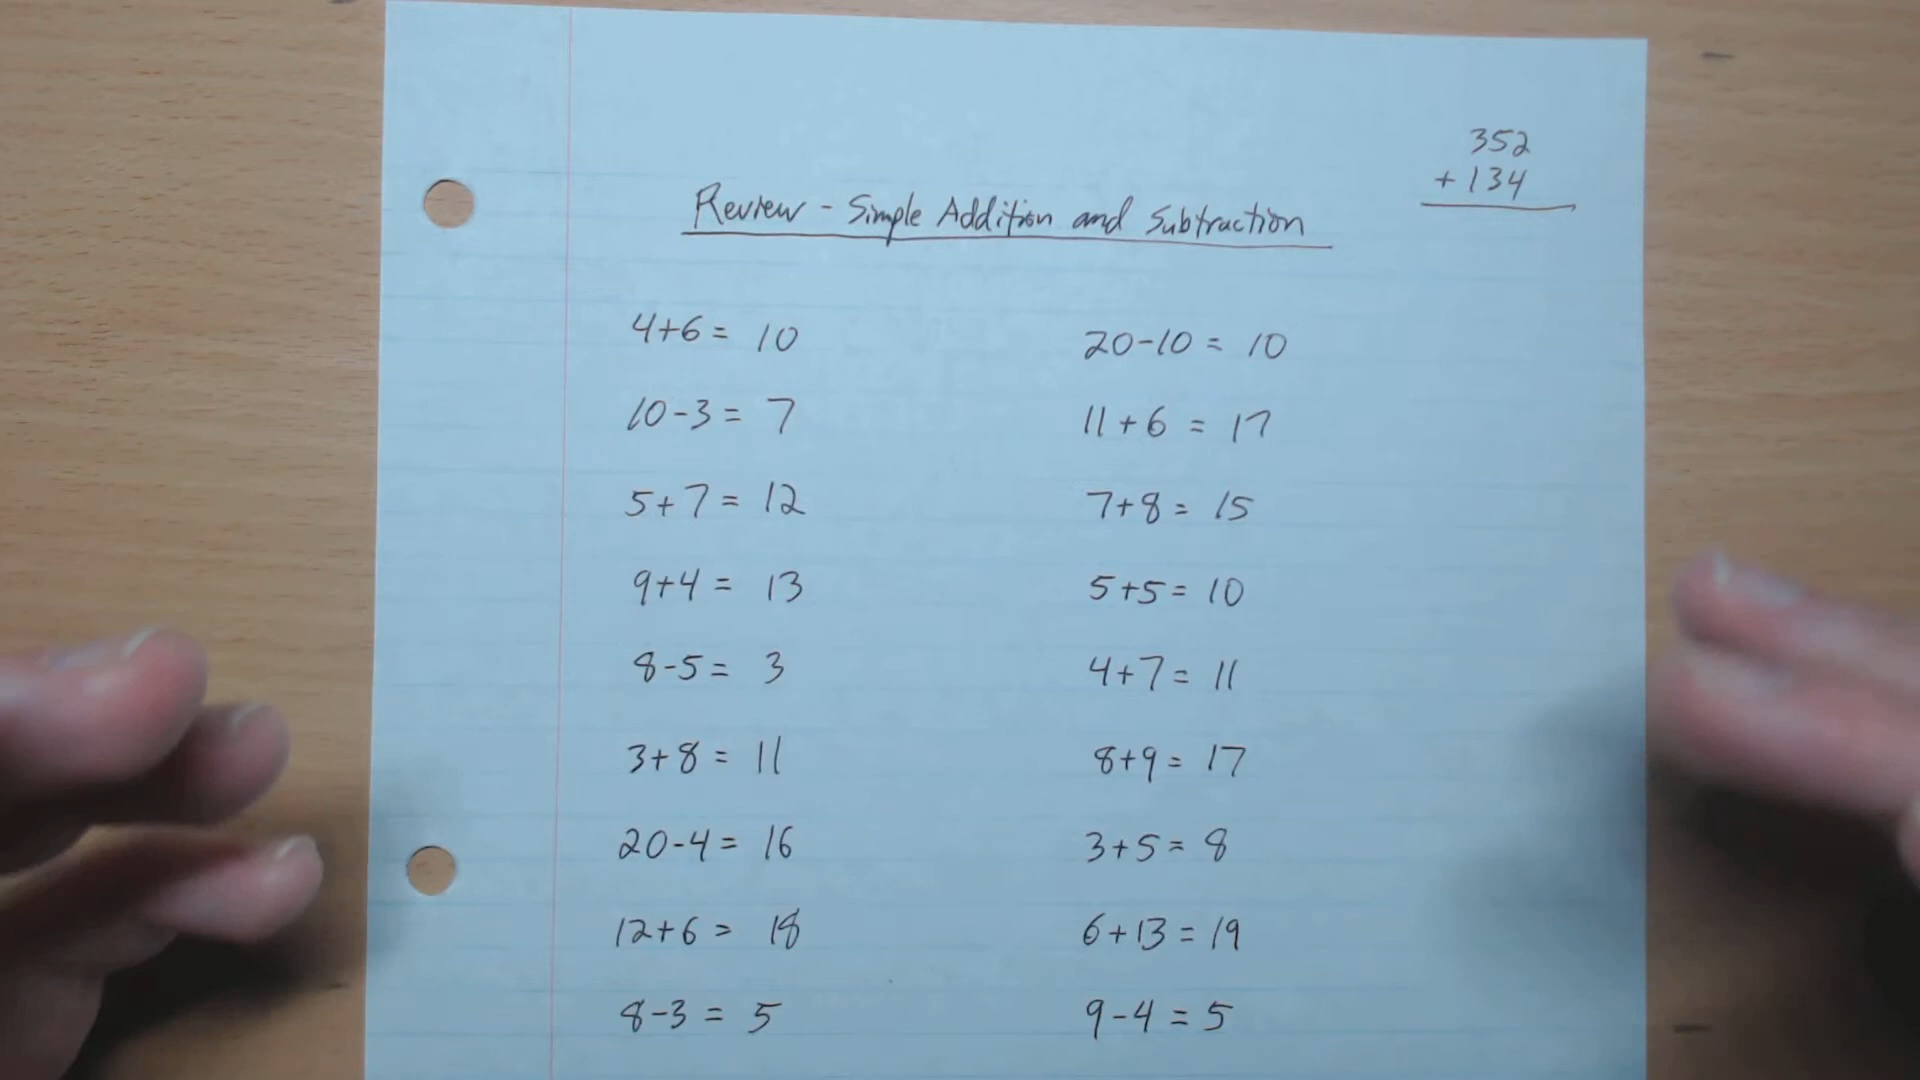 352
+ 134
Review - Simple Addition and Subtraction
4+6 = 10
10-3 = 7
5+7 = 12
9+4 = 13
8-5 = 3
3+8 = 11
20-4 = 16
12+6 = 18
8-3 = 5
20-10 = 10
11+6 = 17
7+8 = 15
5+5 = 10
4+7 = 11
8+9 = 17
3+5 = 8
6+13 = 19
9-4 = 5